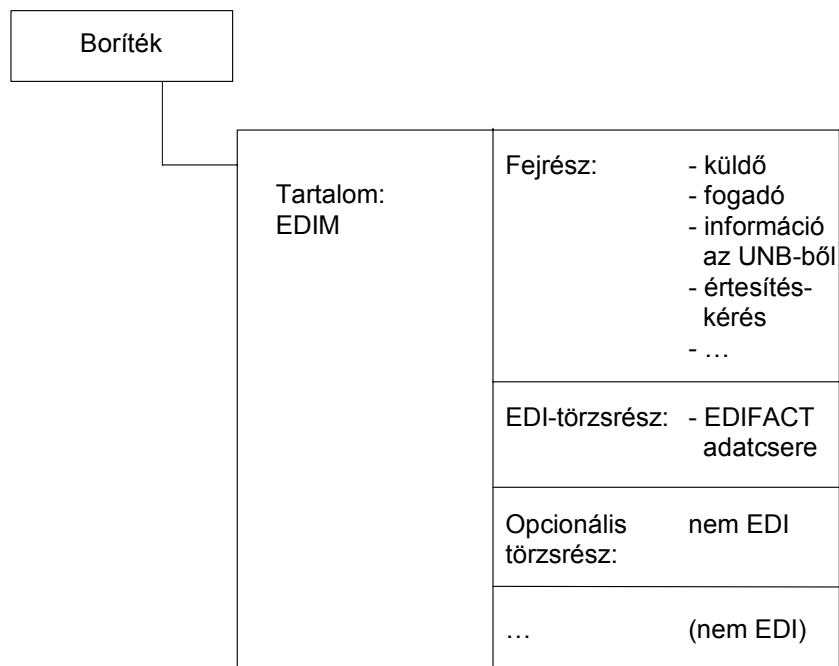 Boríték
Tartalom:
EDIM
Fejrész:
- küldő
- fogadó
- információ
az UNB-ből
- értesítés-
kérés
- …
EDI-törzsrész:
- EDIFACT
adatcsere
Opcionális
törzsrész:
nem EDI
…
(nem EDI)